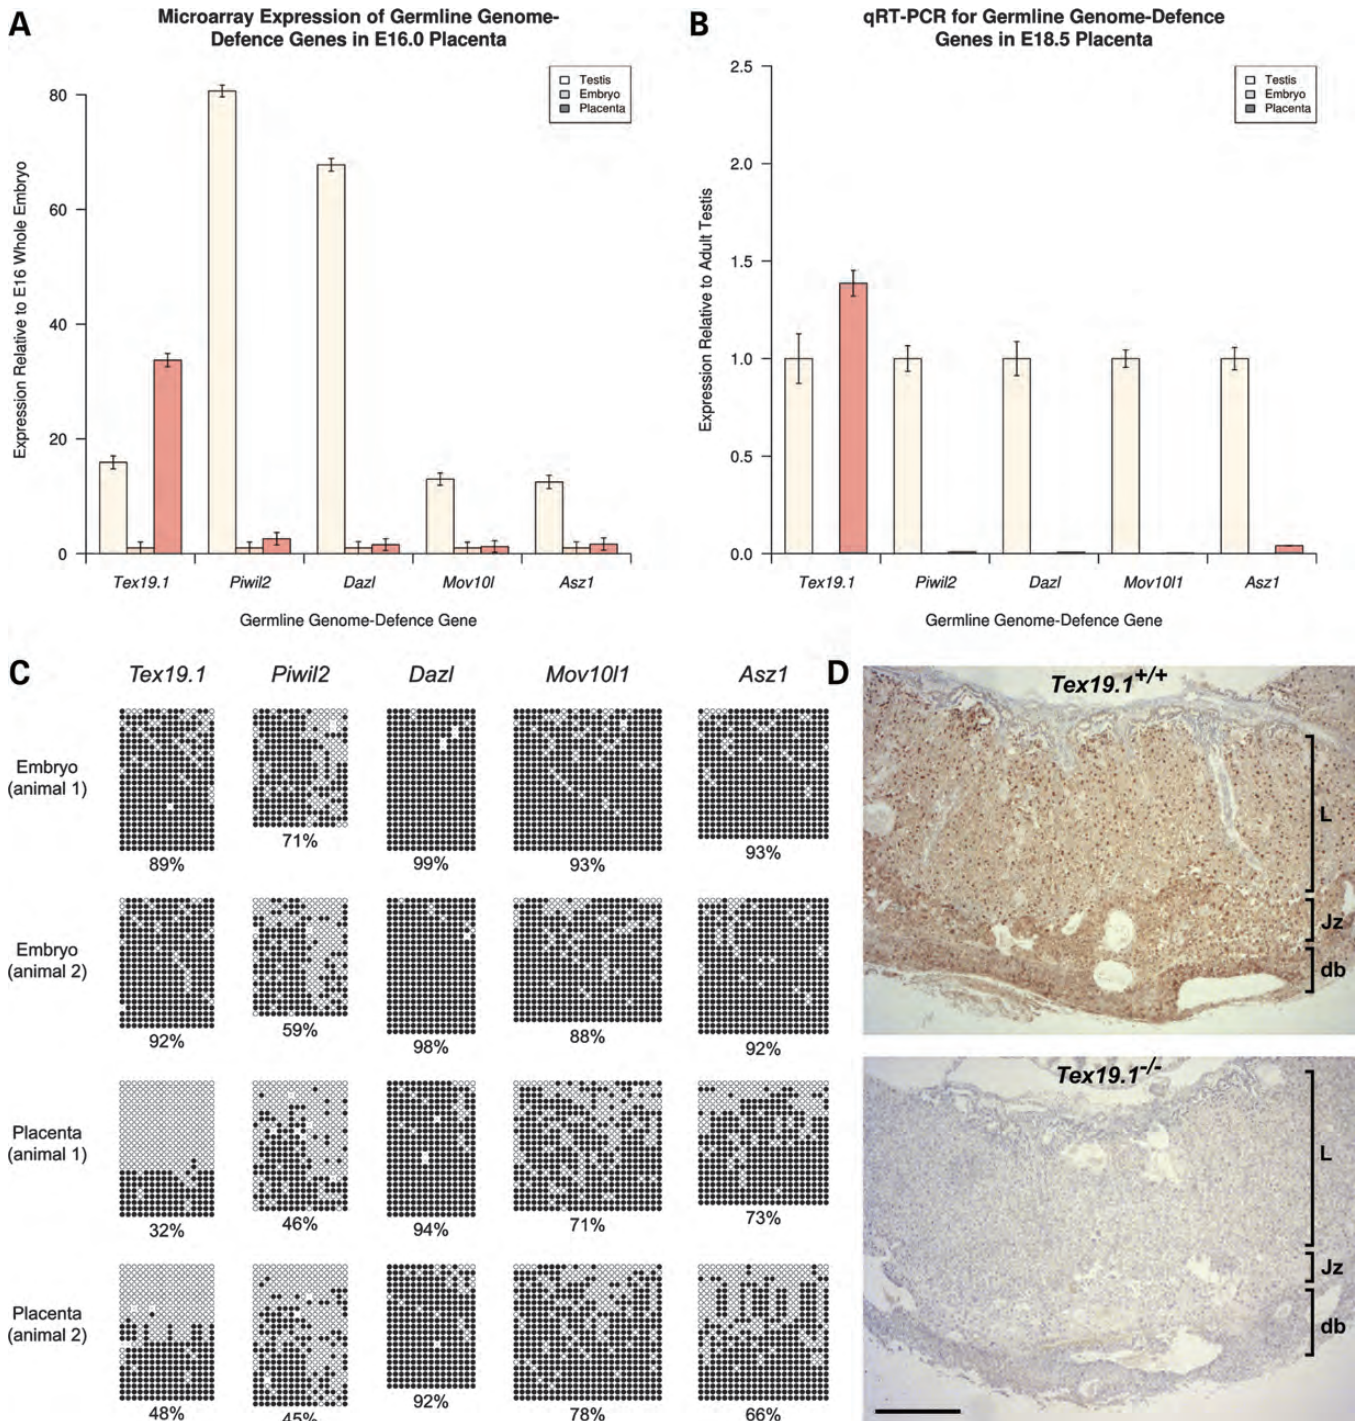 A
Microarray Expression of Germline Genome-
Defence Genes in E16.0 Placenta
Testis
Embryo
Placenta
Expression Relative to E16 Whole Embryo
80
60
40
20
0
Tex19.1 Piwil2 Dazl Mov10l Asz1
Germline Genome-Defence Gene
B
qRT-PCR for Germline Genome-Defence
Genes in E18.5 Placenta
Testis
Embryo
Placenta
Expression Relative to Adult Testis
2.5
2.0
1.5
1.0
0.5
0.0
Tex19.1 Piwil2 Dazl Mov10l1 Asz1
Germline Genome-Defence Gene
C
Tex19.1 Piwil2 Dazl Mov10l1 Asz1
Embryo
(animal 1)
89% 71% 99% 93% 93%
Embryo
(animal 2)
92% 59% 98% 88% 92%
Placenta
(animal 1)
32% 46% 94% 71% 73%
Placenta
(animal 2)
48% 45% 92% 78% 66%
D
Tex19.1+/+
L
Jz
db
Tex19.1-/-
L
Jz
db